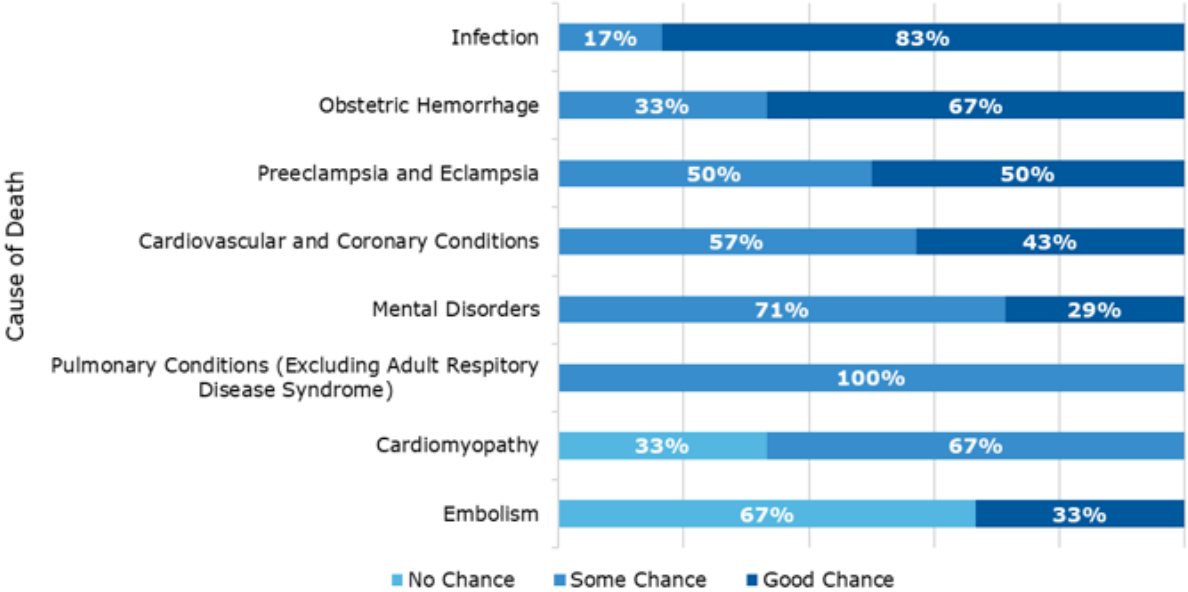 Cause of Death
Infection
17%
83%
Obstetric Hemorrhage
33%
67%
Preeclampsia and Eclampsia
50%
50%
Cardiovascular and Coronary Conditions
57%
43%
Mental Disorders
71%
29%
Pulmonary Conditions (Excluding Adult Respitory
Disease Syndrome)
100%
Cardiomyopathy
33%
67%
Embolism
67%
33%
No Chance
Some Chance
Good Chance